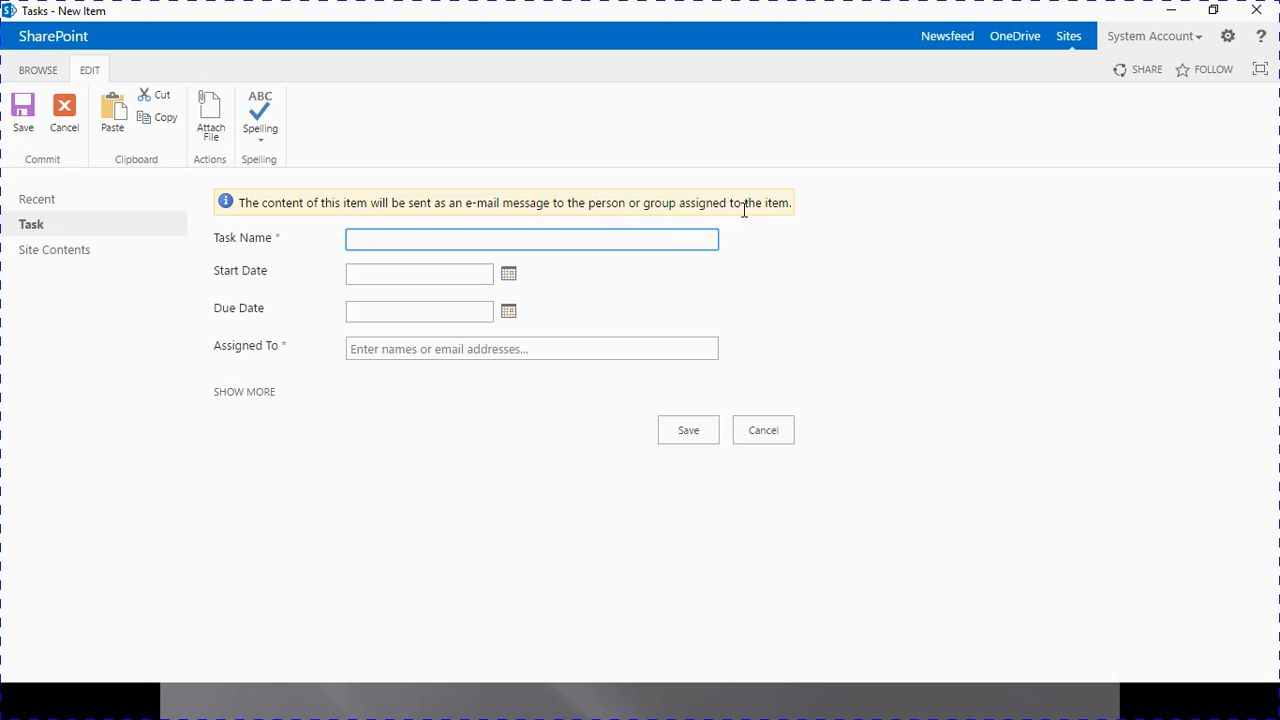 Tasks - New Item
SharePoint
Newsfeed OneDrive Sites System Account ?
BROWSE EDIT SHARE FOLLOW
Save Cancel Paste Cut Copy Attach File ABC Spelling
Commit Clipboard Actions Spelling
Recent
Task
Site Contents
The content of this item will be sent as an e-mail message to the person or group assigned to the item.
Task Name *
Start Date
Due Date
Assigned To * Enter names or email addresses...
SHOW MORE
Save Cancel